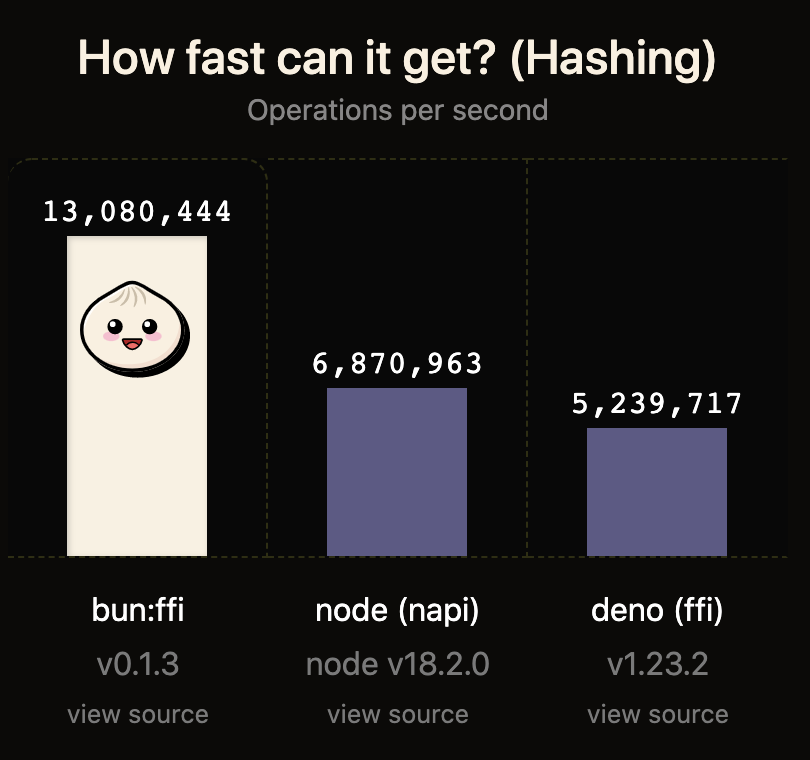 How fast can it get? (Hashing)
Operations per second
13,080,444
6,870,963
5,239,717
bun:ffi
node (napi)
deno (ffi)
v0.1.3
node v18.2.0
v1.23.2
view source
view source
view source